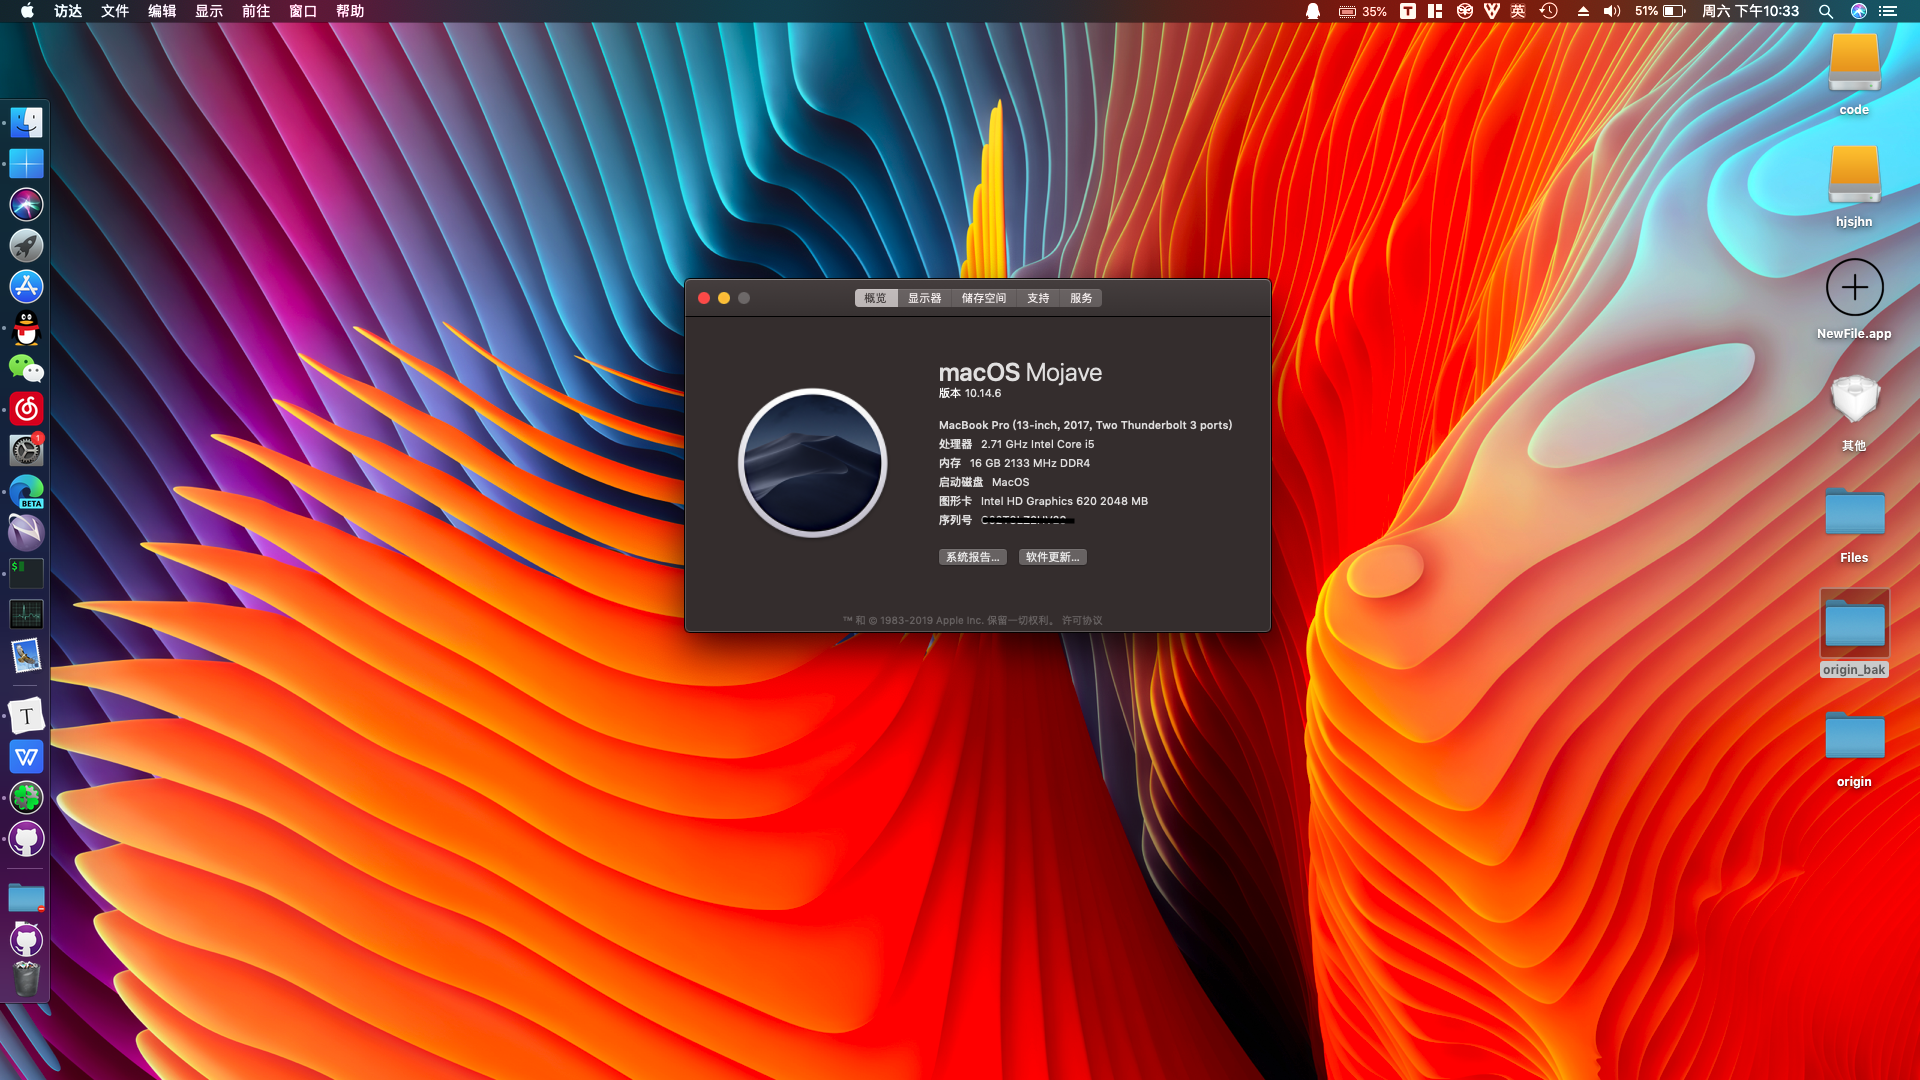 访达 文件 编辑 显示 前往 窗口 帮助
35% 英 51% 周六 下午10:33
code
hjsjhn
NewFile.app
其他
Files
origin_bak
origin
概览 显示器 储存空间 支持 服务
macOS Mojave
版本 10.14.6
MacBook Pro (13-inch, 2017, Two Thunderbolt 3 ports)
处理器 2.71 GHz Intel Core i5
内存 16 GB 2133 MHz DDR4
启动磁盘 MacOS
图形卡 Intel HD Graphics 620 2048 MB
序列号
系统报告... 软件更新...
™ 和 © 1983-2019 Apple Inc. 保留一切权利。 许可协议
1
BETA
$
T